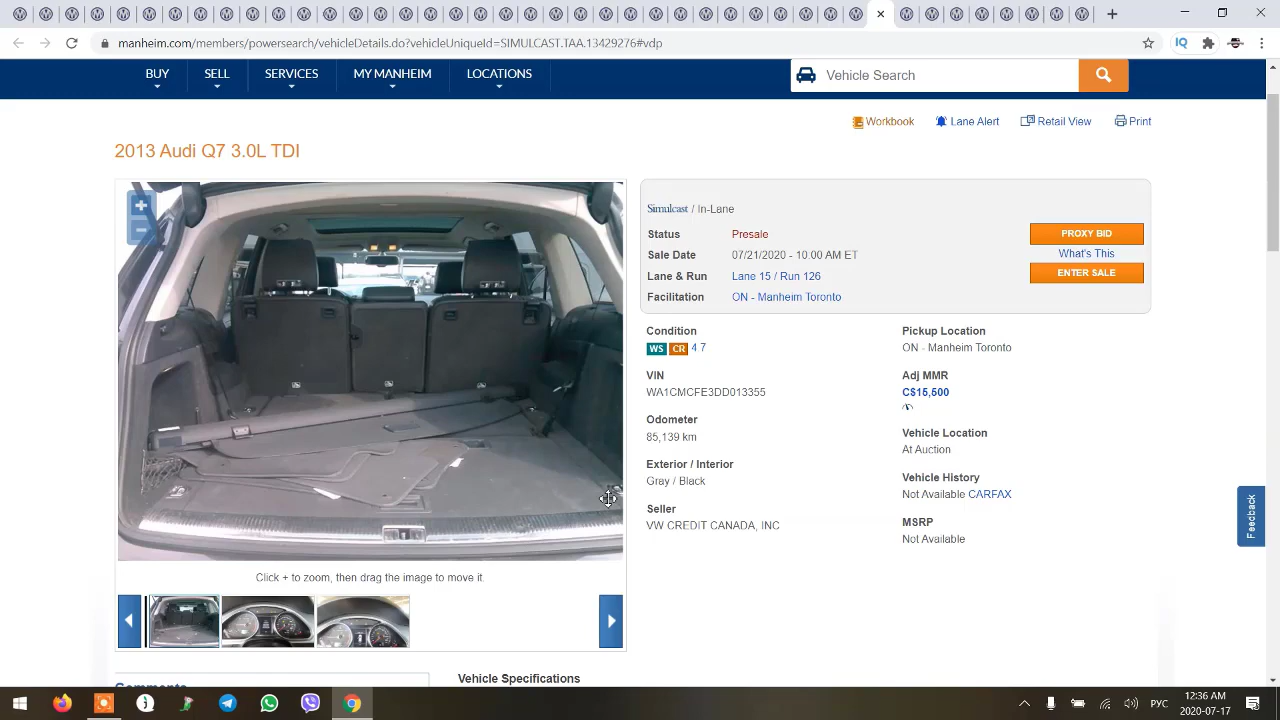 manheim.com/members/powersearch/vehicleDetails.do?vehicleUniqueId=SIMULCAST.TAA.13429276#vdp
BUY
SELL
SERVICES
MY MANHEIM
LOCATIONS
Vehicle Search
Workbook
Lane Alert
Retail View
Print
2013 Audi Q7 3.0L TDI
Simulcast / In-Lane
Status
Presale
PROXY BID
Sale Date
07/21/2020 - 10:00 AM ET
What's This
Lane & Run
Lane 15 / Run 126
ENTER SALE
Facilitation
ON - Manheim Toronto
Condition
WS CR 4 7
Pickup Location
ON - Manheim Toronto
VIN
WA1CMCFE3DD013355
Adj MMR
C$15,500
Odometer
85,139 km
Vehicle Location
At Auction
Exterior / Interior
Gray / Black
Vehicle History
Not Available CARFAX
Seller
VW CREDIT CANADA, INC
MSRP
Not Available
Feedback
Click + to zoom, then drag the image to move it.
Comments
Vehicle Specifications
РУС
12:36 AM
2020-07-17